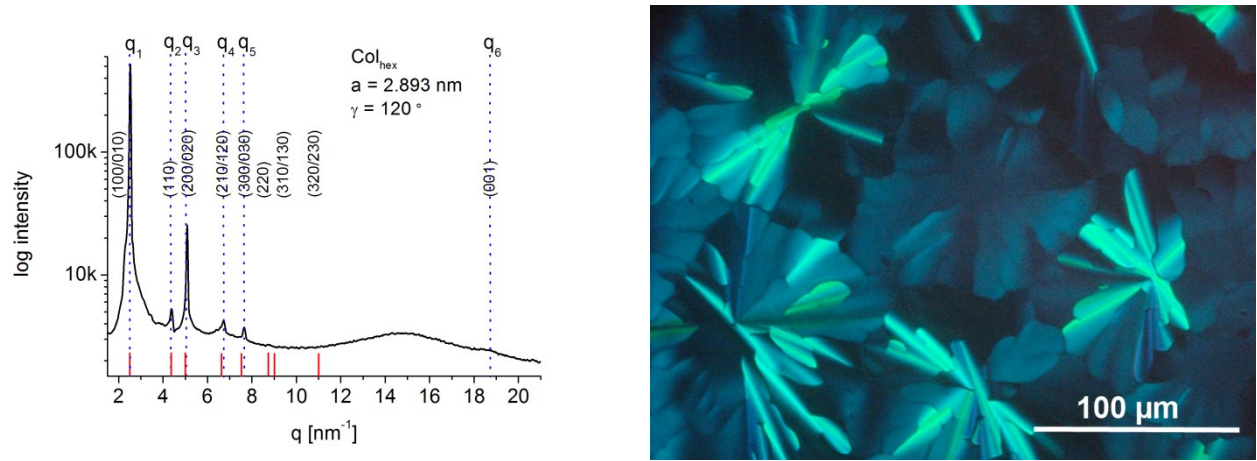 q1 q2 q3 q4 q5 q6
Colhex
a = 2.893 nm
γ = 120 °
100k
10k
log intensity
(100/010)
(110)
(200/020)
(210/120)
(300/030)
(220)
(310/130)
(320/230)
(001)
2 4 6 8 10 12 14 16 18 20
q [nm-1]
100 µm